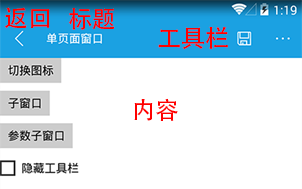 1:19
返回 标题 工具栏
单页面窗口
切换图标
子窗口
内容
参数子窗口
隐藏工具栏